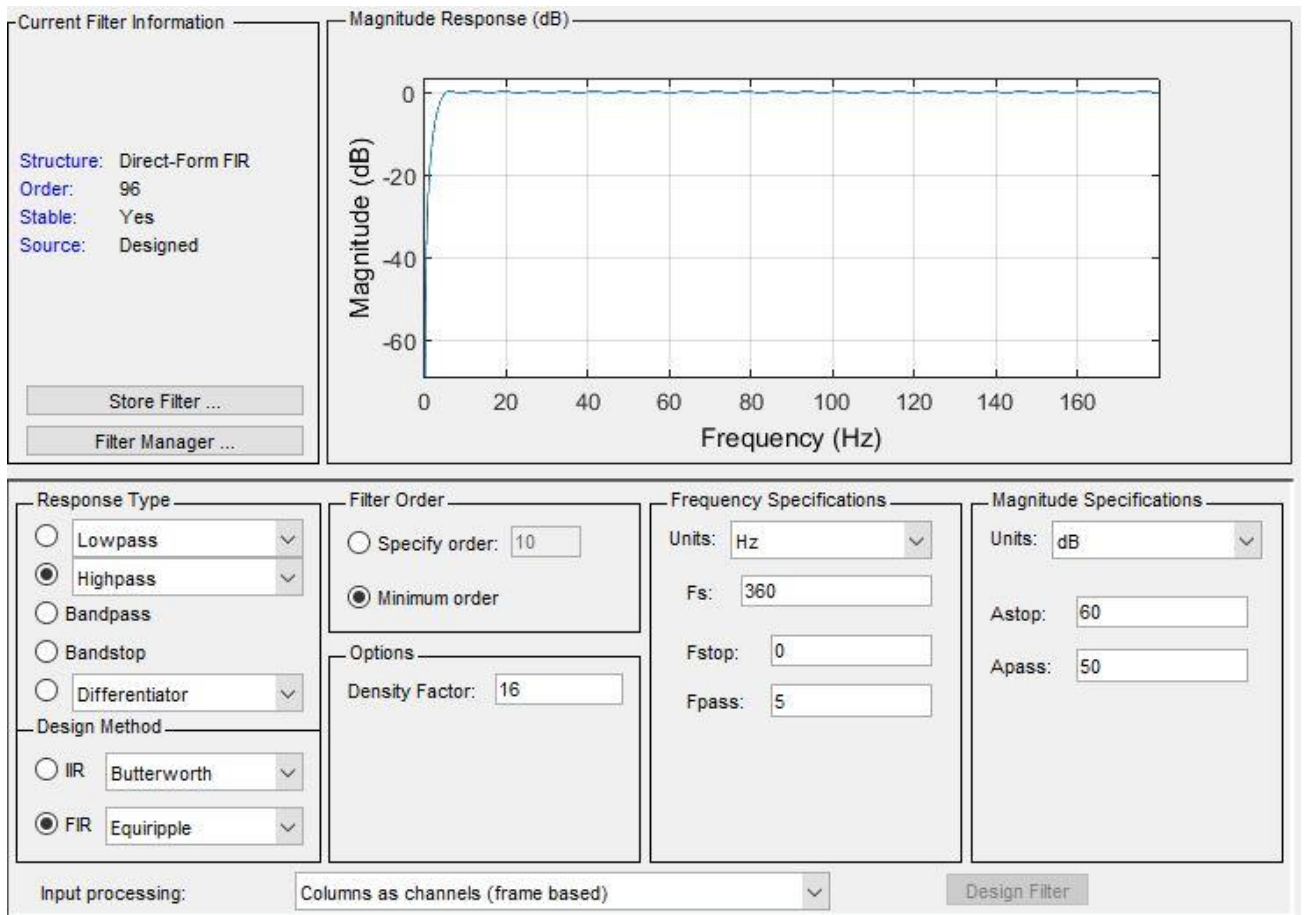 Current Filter Information
Structure: Direct-Form FIR
Order: 96
Stable: Yes
Source: Designed
Store Filter ...
Filter Manager ...
Magnitude Response (dB)
0
-20
-40
-60
Magnitude (dB)
0 20 40 60 80 100 120 140 160
Frequency (Hz)
Response Type
Lowpass
Highpass
Bandpass
Bandstop
Differentiator
Design Method
IIR Butterworth
FIR Equiripple
Filter Order
Specify order: 10
Minimum order
Options
Density Factor: 16
Frequency Specifications
Units: Hz
Fs: 360
Fstop: 0
Fpass: 5
Magnitude Specifications
Units: dB
Astop: 60
Apass: 50
Input processing: Columns as channels (frame based)
Design Filter